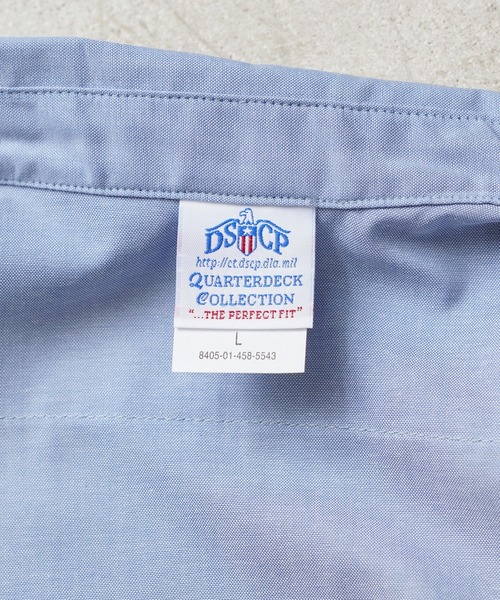 DSCP
http://ct.dscp.dla.mil
QUARTERDECK
COLLECTION
"...THE PERFECT FIT"
L
8405-01-458-5543